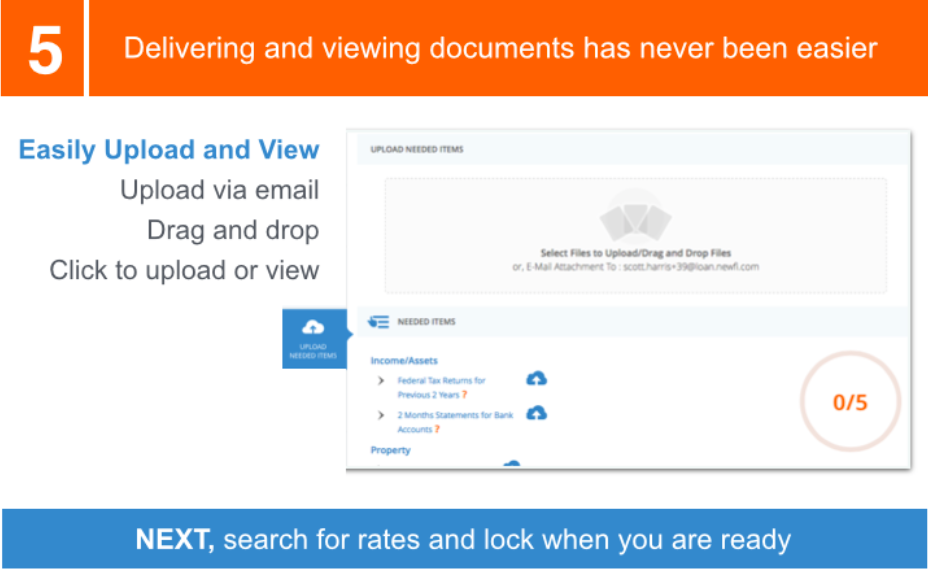 5
Delivering and viewing documents has never been easier
Easily Upload and View
Upload via email
Drag and drop
Click to upload or view
UPLOAD NEEDED ITEMS
Select Files to Upload/Drag and Drop Files
or, E-Mail Attachment To : scott.harris+39@loan.newfi.com
UPLOAD
NEEDED ITEMS
NEEDED ITEMS
Income/Assets
Federal Tax Returns for
Previous 2 Years ?
2 Months Statements for Bank
Accounts ?
0/5
Property
NEXT, search for rates and lock when you are ready